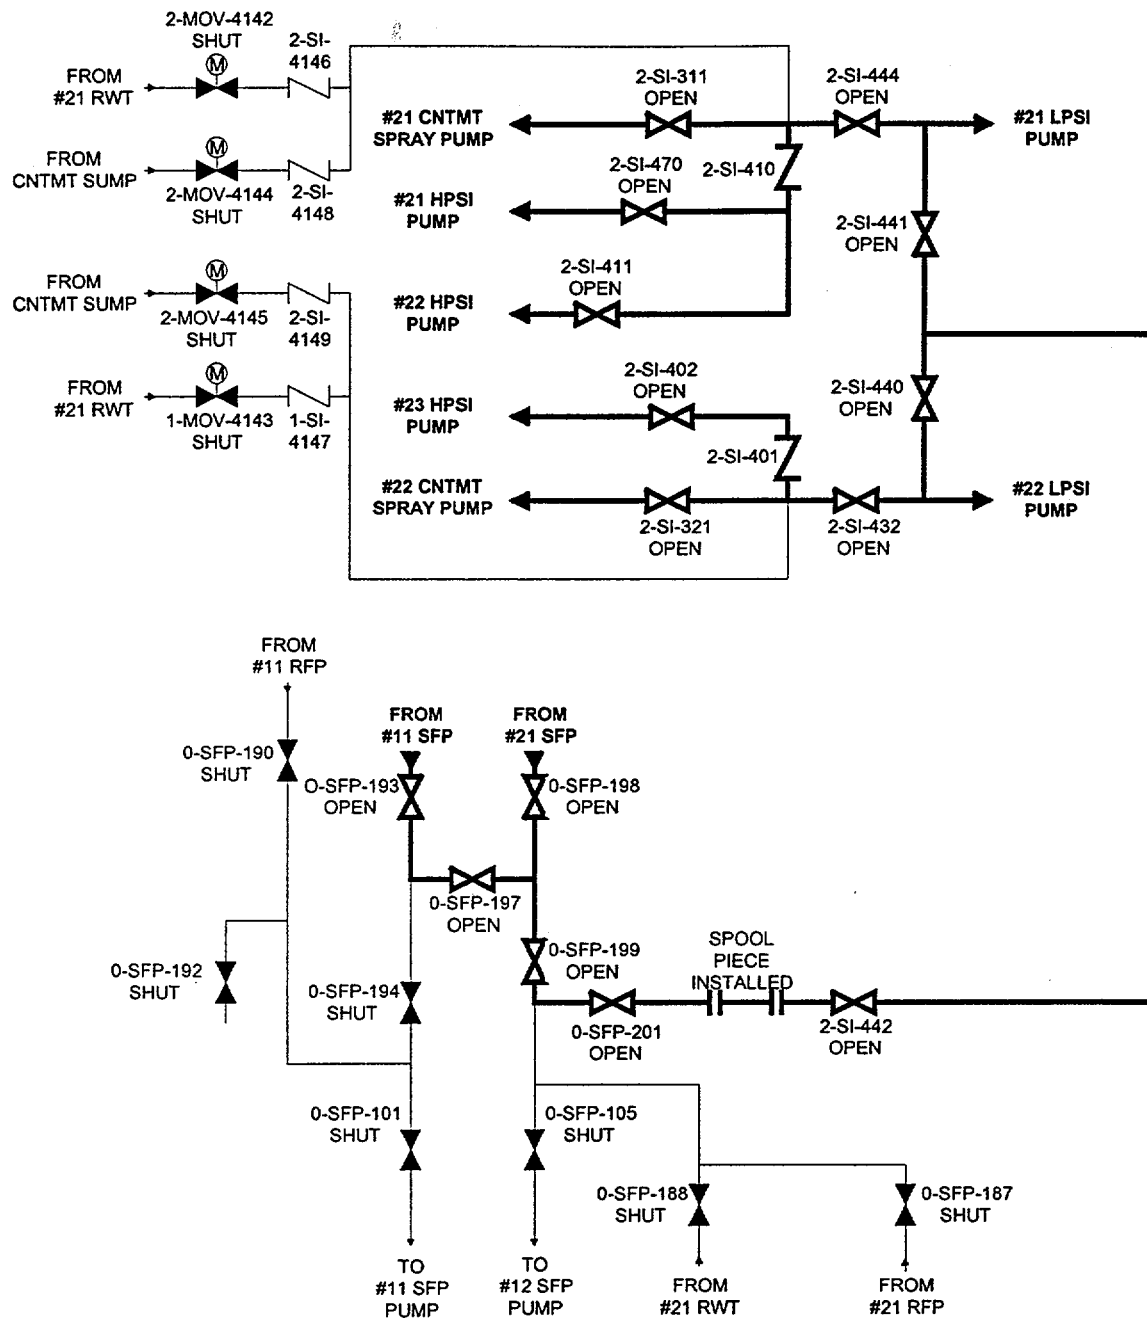 2-MOV-4142
SHUT
2-SI-
4146
FROM
#21 RWT
M
2-SI-311
OPEN
2-SI-444
OPEN
#21 CNTMT
SPRAY PUMP
#21 LPSI
PUMP
FROM
CNTMT SUMP
M
2-MOV-4144
SHUT
2-SI-
4148
2-SI-470
OPEN
2-SI-410
#21 HPSI
PUMP
2-SI-441
OPEN
FROM
CNTMT SUMP
M
2-MOV-4145
SHUT
2-SI-
4149
2-SI-411
OPEN
#22 HPSI
PUMP
FROM
#21 RWT
M
1-MOV-4143
SHUT
1-SI-
4147
2-SI-402
OPEN
#23 HPSI
PUMP
2-SI-440
OPEN
2-SI-401
#22 CNTMT
SPRAY PUMP
2-SI-321
OPEN
2-SI-432
OPEN
#22 LPSI
PUMP
FROM
#11 RFP
FROM
#11 SFP
FROM
#21 SFP
0-SFP-190
SHUT
O-SFP-193
OPEN
0-SFP-198
OPEN
0-SFP-197
OPEN
0-SFP-199
OPEN
SPOOL
PIECE
INSTALLED
0-SFP-192
SHUT
0-SFP-194
SHUT
0-SFP-201
OPEN
2-SI-442
OPEN
0-SFP-101
SHUT
0-SFP-105
SHUT
0-SFP-188
SHUT
0-SFP-187
SHUT
TO
#11 SFP
PUMP
TO
#12 SFP
PUMP
FROM
#21 RWT
FROM
#21 RFP